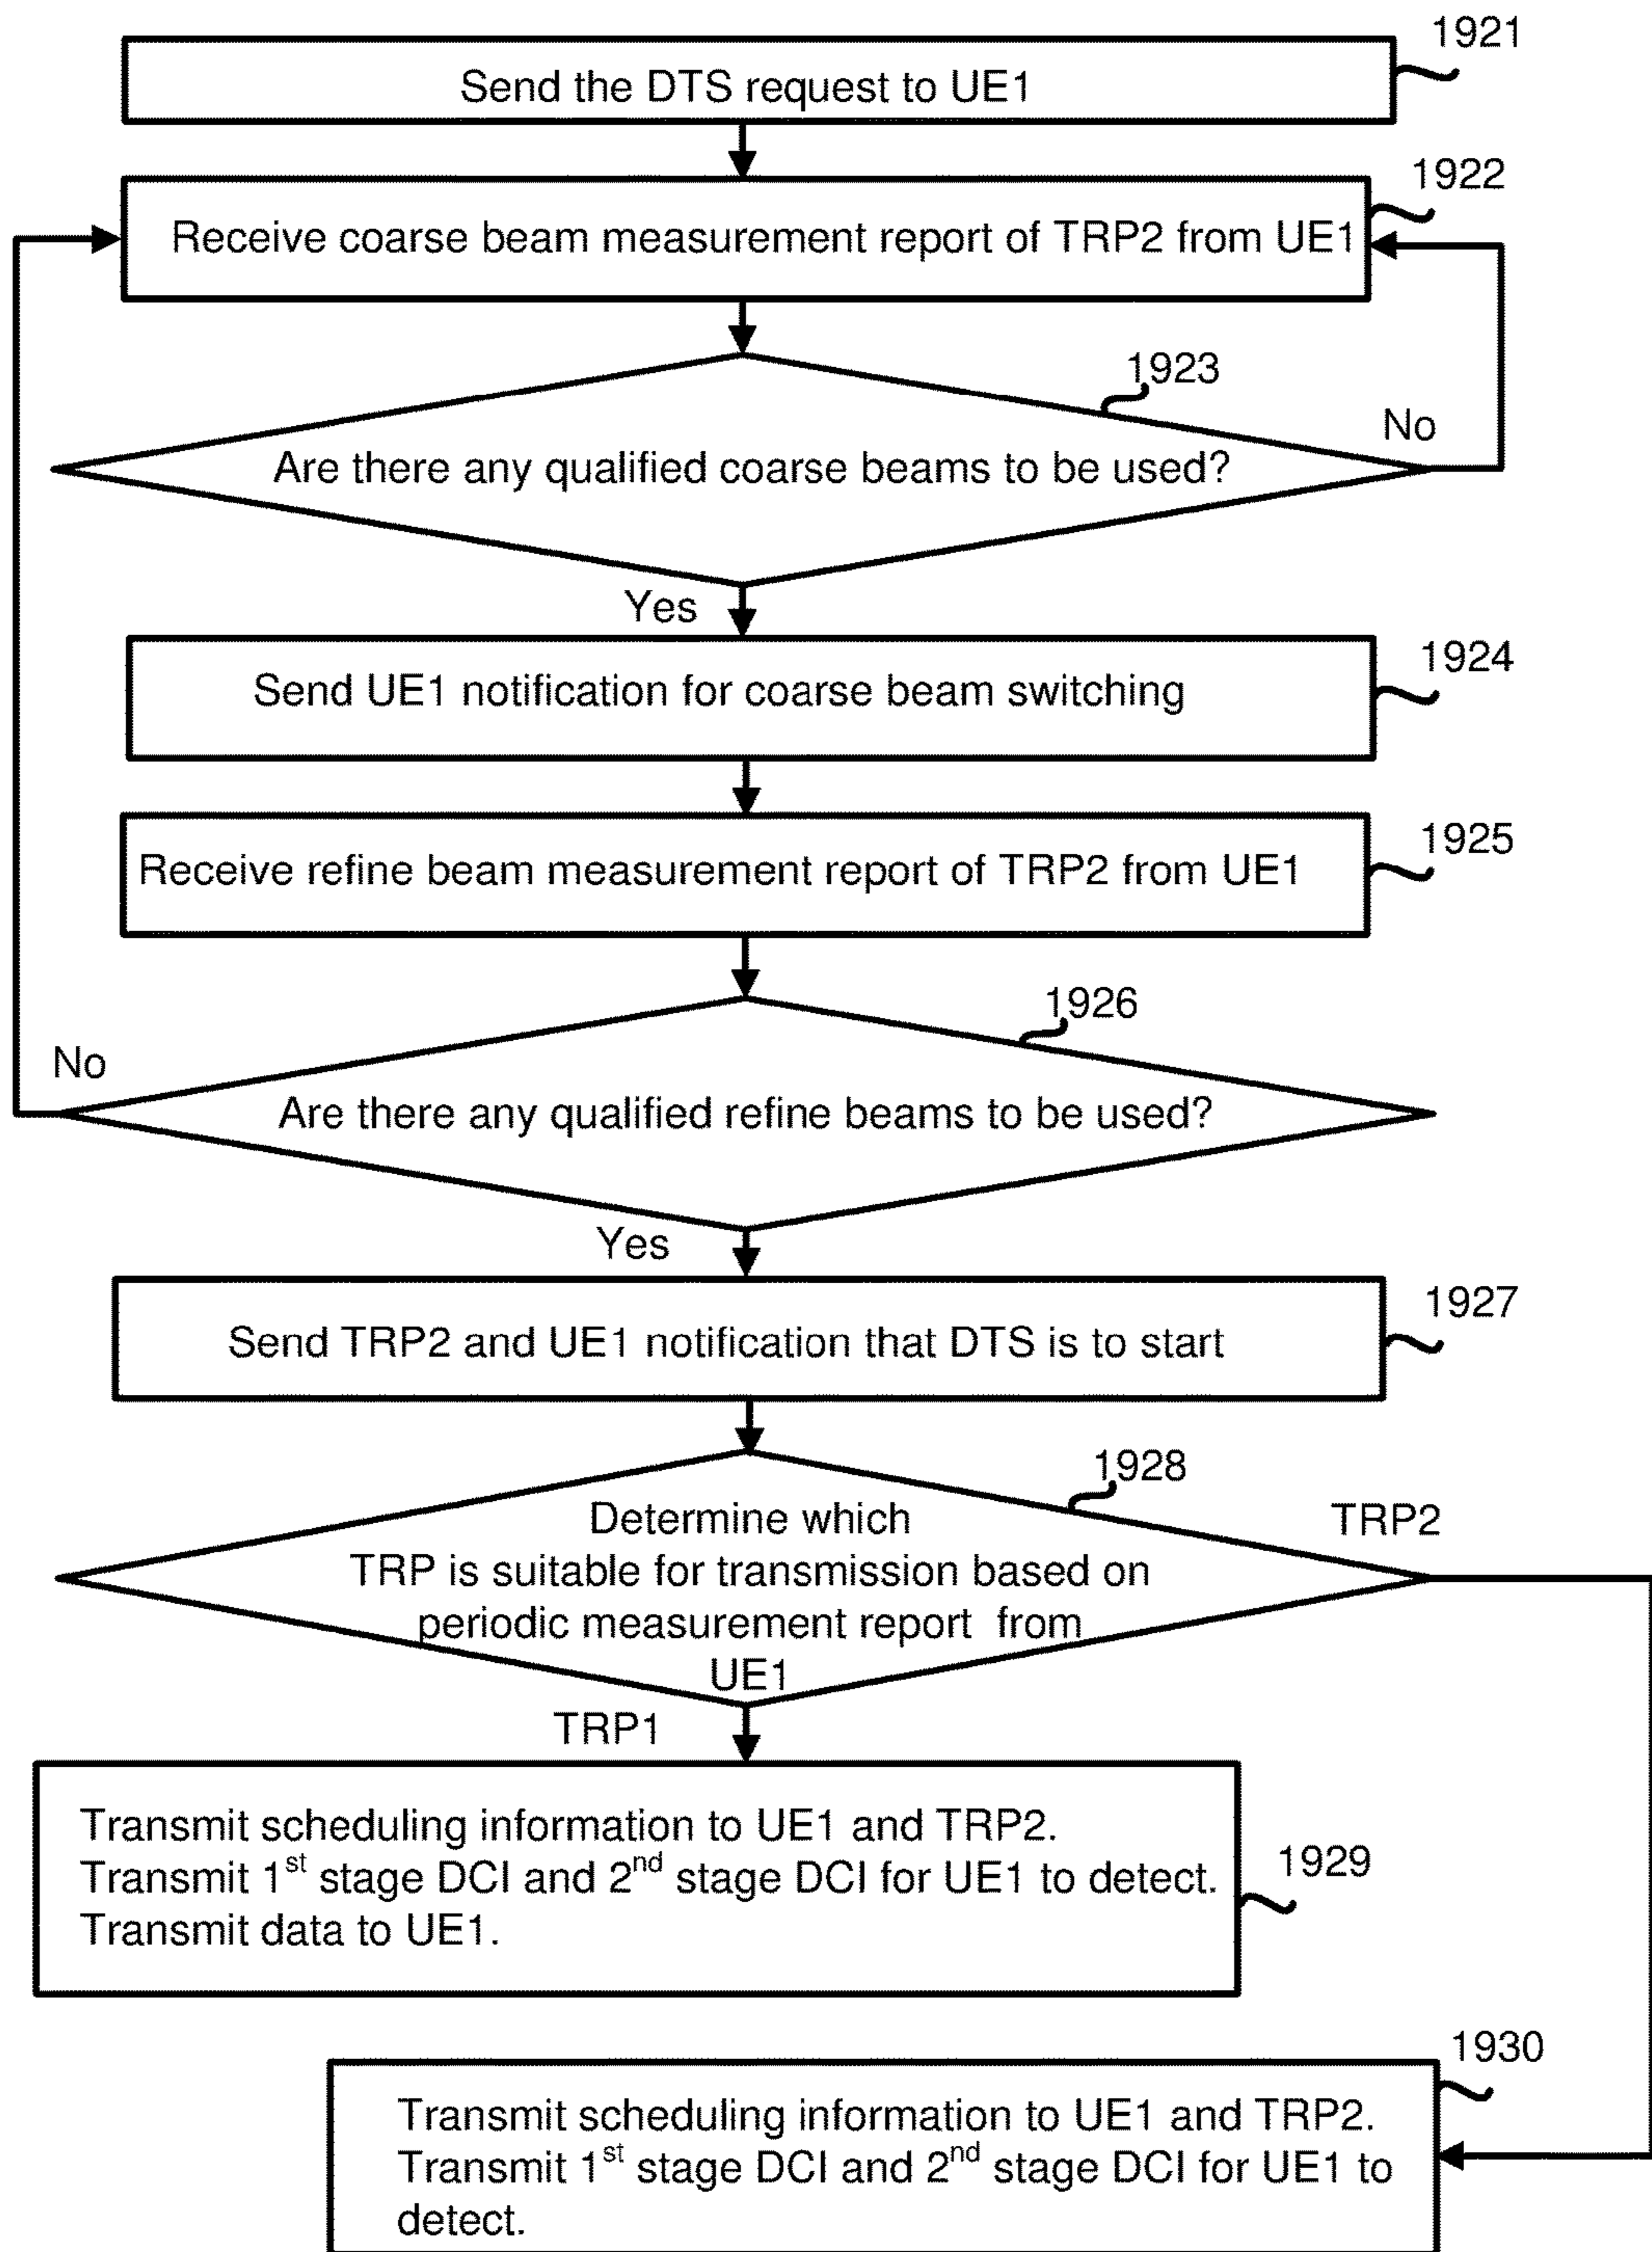 1921
Send the DTS request to UE1
1922
Receive coarse beam measurement report of TRP2 from UE1
1923
No
Are there any qualified coarse beams to be used?
Yes
1924
Send UE1 notification for coarse beam switching
1925
Receive refine beam measurement report of TRP2 from UE1
1926
No
Are there any qualified refine beams to be used?
Yes
1927
Send TRP2 and UE1 notification that DTS is to start
1928
Determine which
TRP2
TRP is suitable for transmission based on
periodic measurement report from
UE1
TRP1
Transmit scheduling information to UE1 and TRP2.
Transmit 1st stage DCI and 2nd stage DCI for UE1 to detect.
1929
Transmit data to UE1.
1930
Transmit scheduling information to UE1 and TRP2.
Transmit 1st stage DCI and 2nd stage DCI for UE1 to
detect.